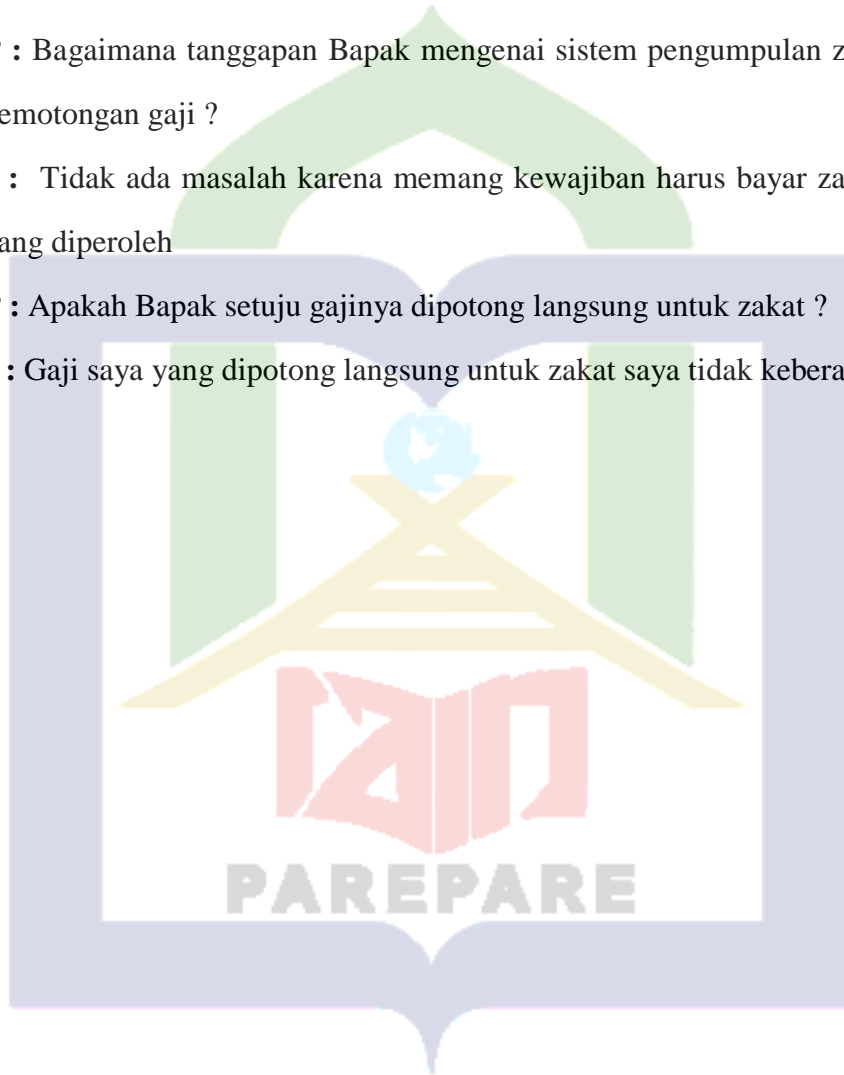 : Bagaimana tanggapan Bapak mengenai sistem pengumpulan
emotongan gaji ?
: Tidak ada masalah karena memang kewajiban harus bayar
ang diperoleh
: Apakah Bapak setuju gajinya dipotong langsung untuk zakat ?
: Gaji saya yang dipotong langsung untuk zakat saya tidak kebera
iain
PAREPARE